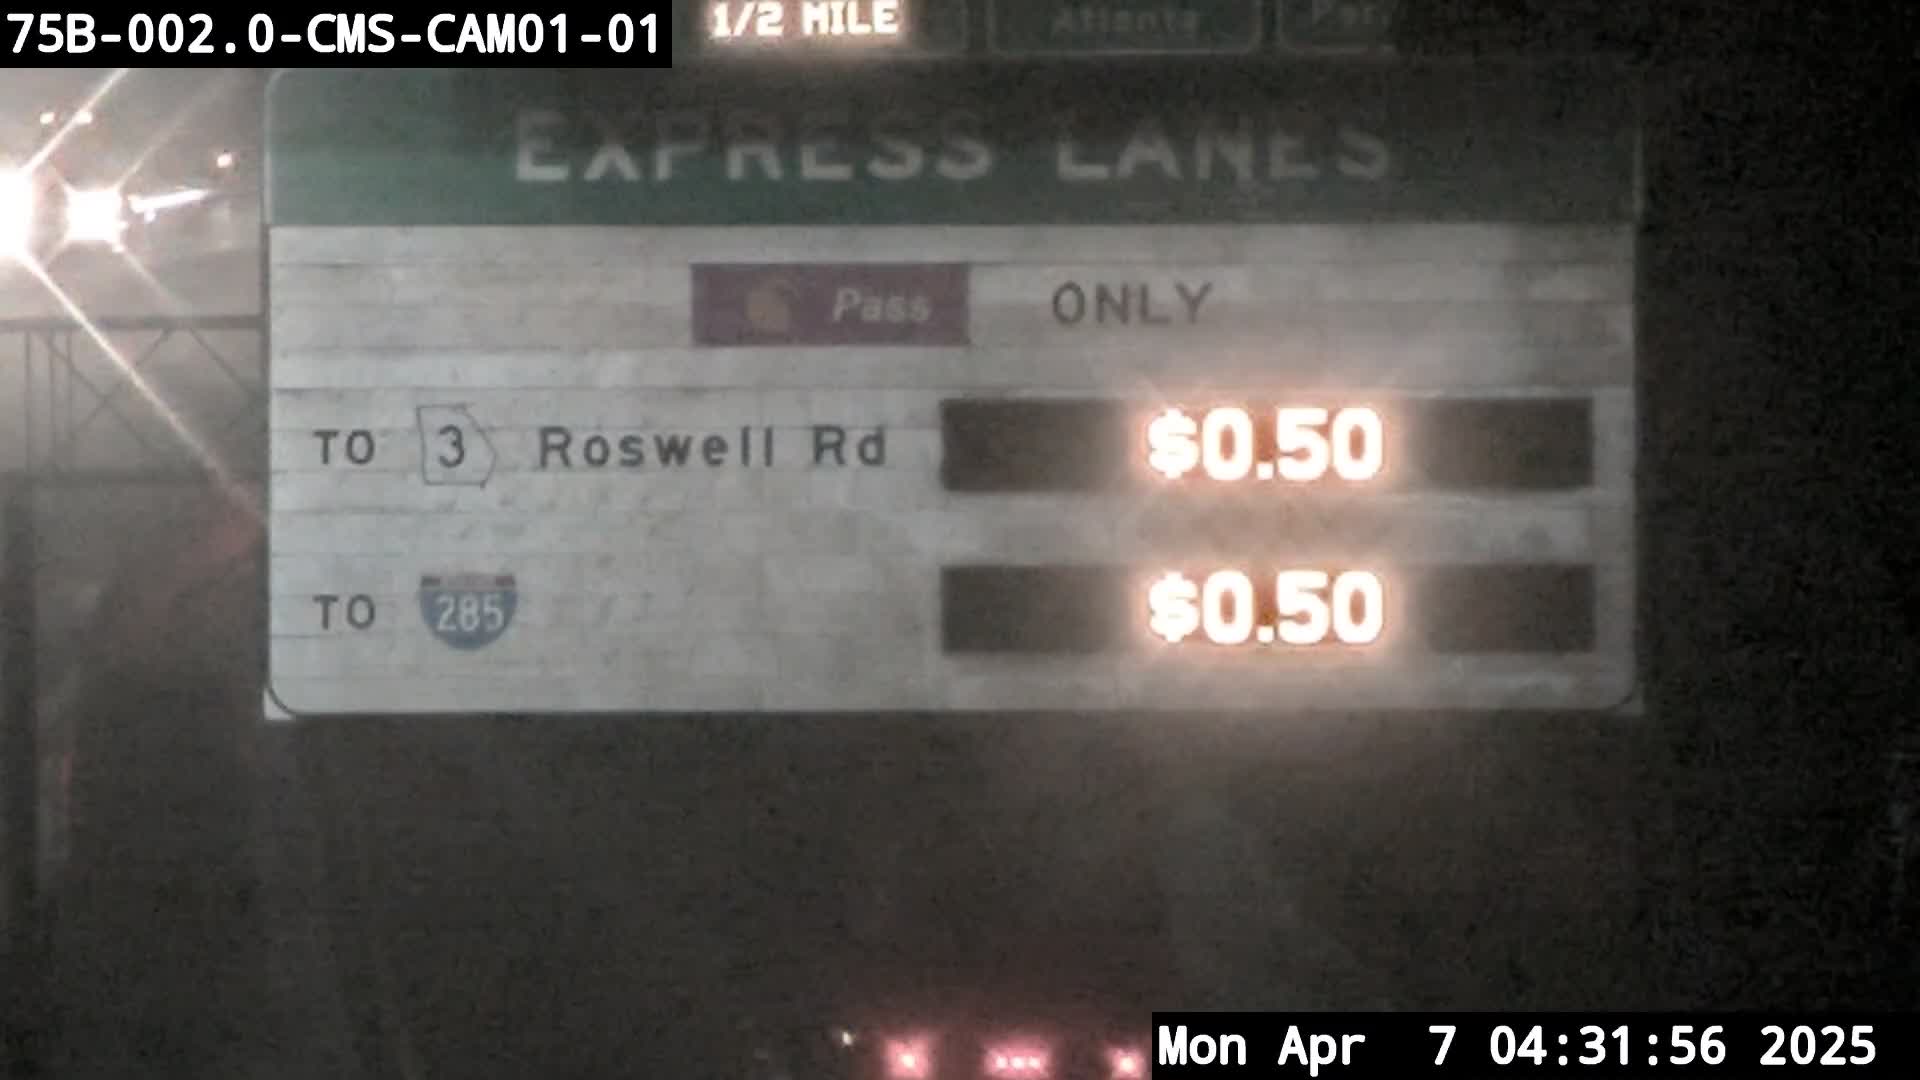 75B-002.0-CMS-CAM01-01
1/2 MILE
Atlanta
EXPRESS LANES
Pass ONLY
TO 3 Roswell Rd $0.50
TO 285 $0.50
Mon Apr 7 04:31:56 2025